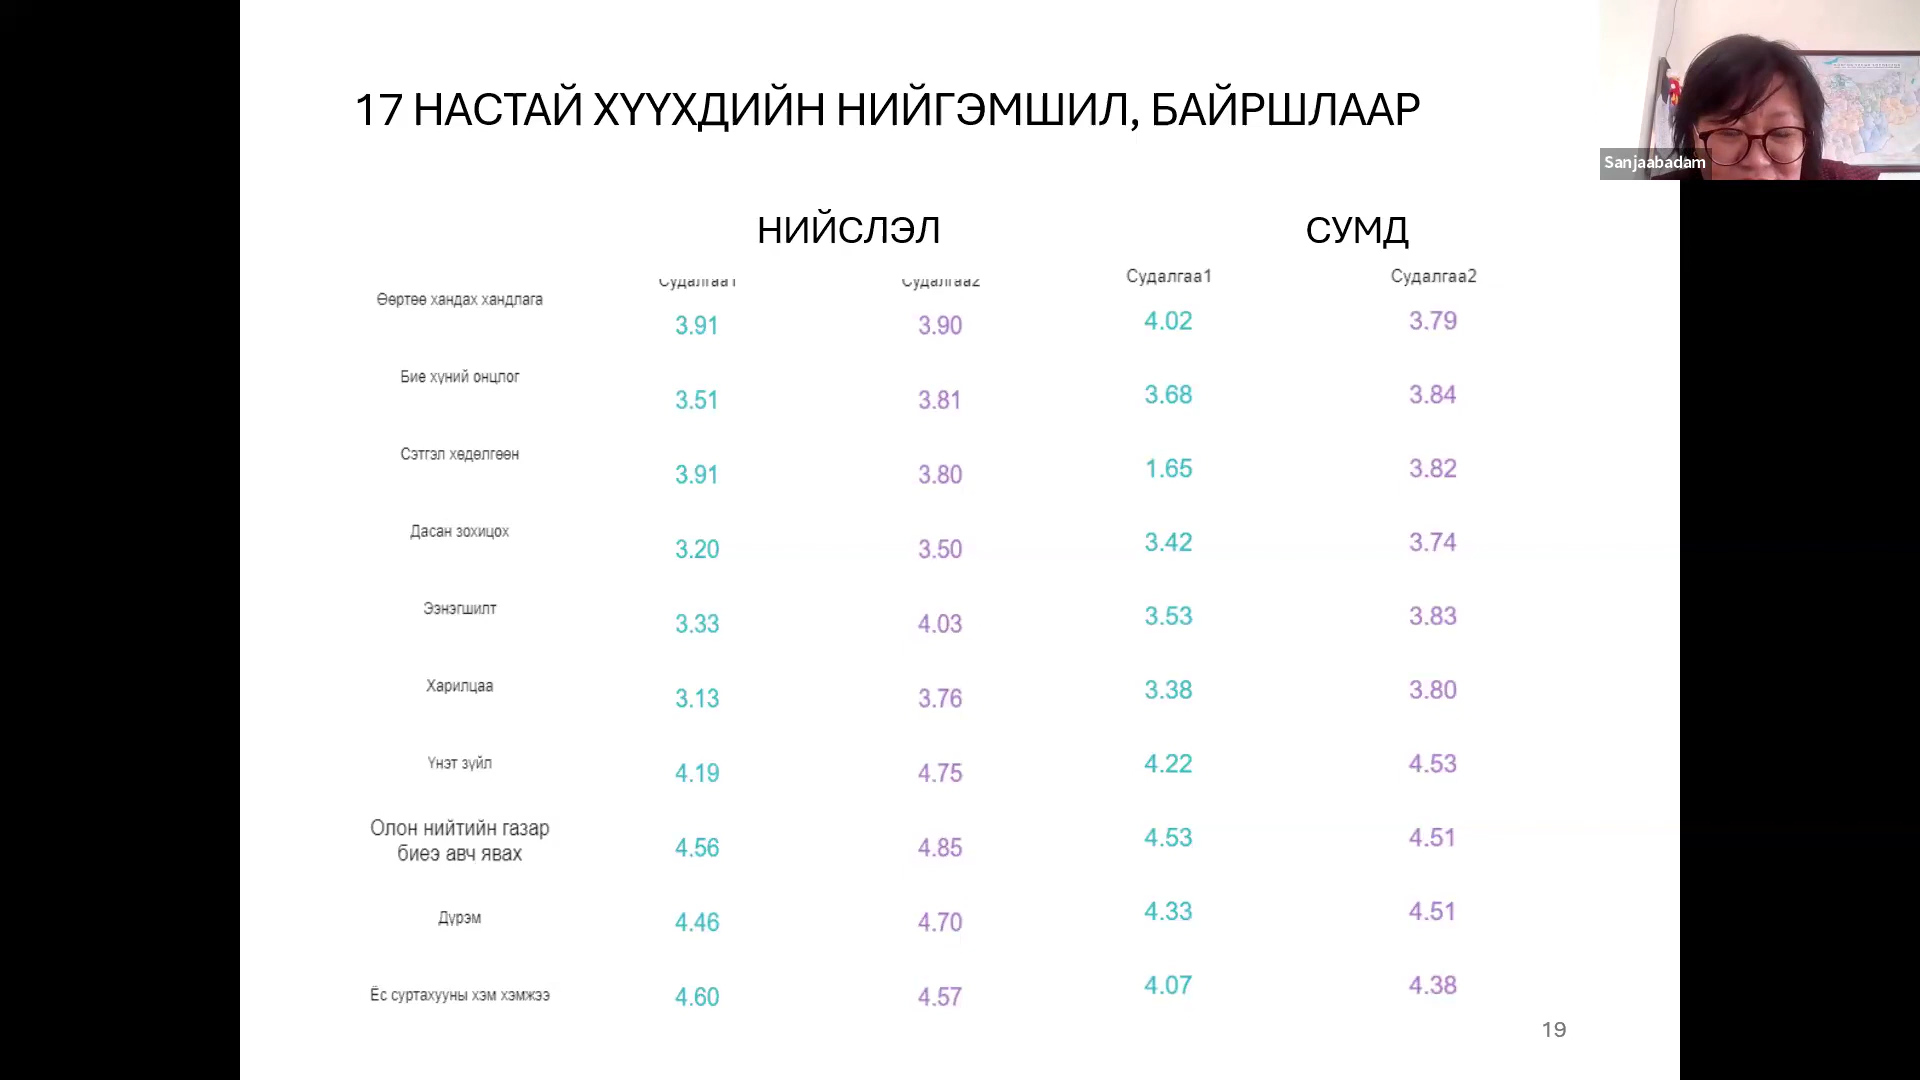 17 НАСТАЙ ХҮҮХДИЙН НИЙГЭМШИЛ, БАЙРШЛААР
Sanjaabadam
НИЙСЛЭЛ СУМД
Судалгаа1 Судалгаа2 Судалгаа1 Судалгаа2
Өөртөө хандах хандлага 3.91 3.90 4.02 3.79
Бие хүний онцлог 3.51 3.81 3.68 3.84
Сэтгэл хөдөлгөөн 3.91 3.80 1.65 3.82
Дасан зохицох 3.20 3.50 3.42 3.74
Ээнэгшилт 3.33 4.03 3.53 3.83
Харилцаа 3.13 3.76 3.38 3.80
Үнэт зүйл 4.19 4.75 4.22 4.53
Олон нийтийн газар
биеэ авч явах 4.56 4.85 4.53 4.51
Дүрэм 4.46 4.70 4.33 4.51
Ёс суртахууны хэм хэмжээ 4.60 4.57 4.07 4.38
19